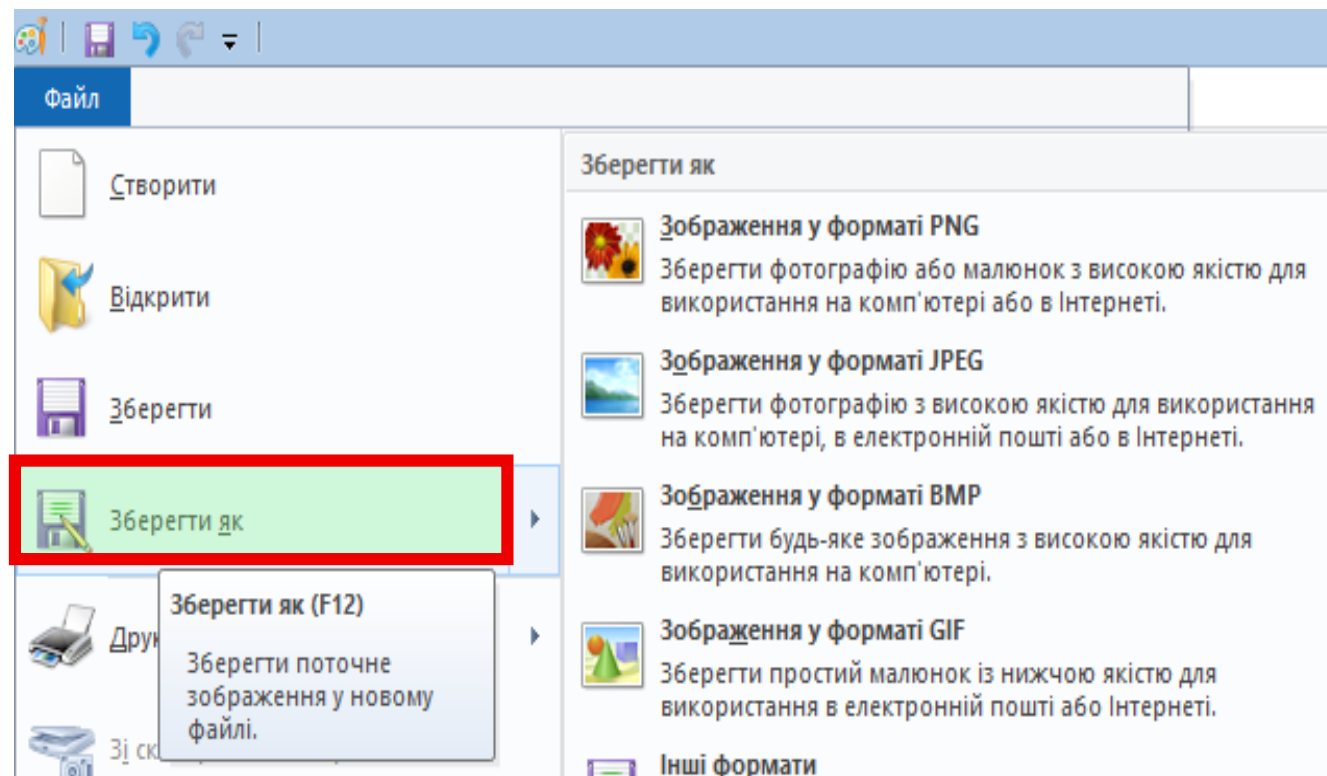 Файл
Створити
Відкрити
Зберегти
Зберегти як
Зберегти як (F12)
Зберегти поточне
зображення у новому
файлі.
Зберегти як
Зображення у форматі PNG
Зберегти фотографію або малюнок з високою якістю для
використання на комп'ютері або в Інтернеті.
Зображення у форматі JPEG
Зберегти фотографію з високою якістю для використання
на комп'ютері, в електронній пошті або в Інтернеті.
Зображення у форматі BMP
Зберегти будь-яке зображення з високою якістю для
використання на комп'ютері.
Зображення у форматі GIF
Зберегти простий малюнок із нижчою якістю для
використання в електронній пошті або Інтернеті.
Інші формати